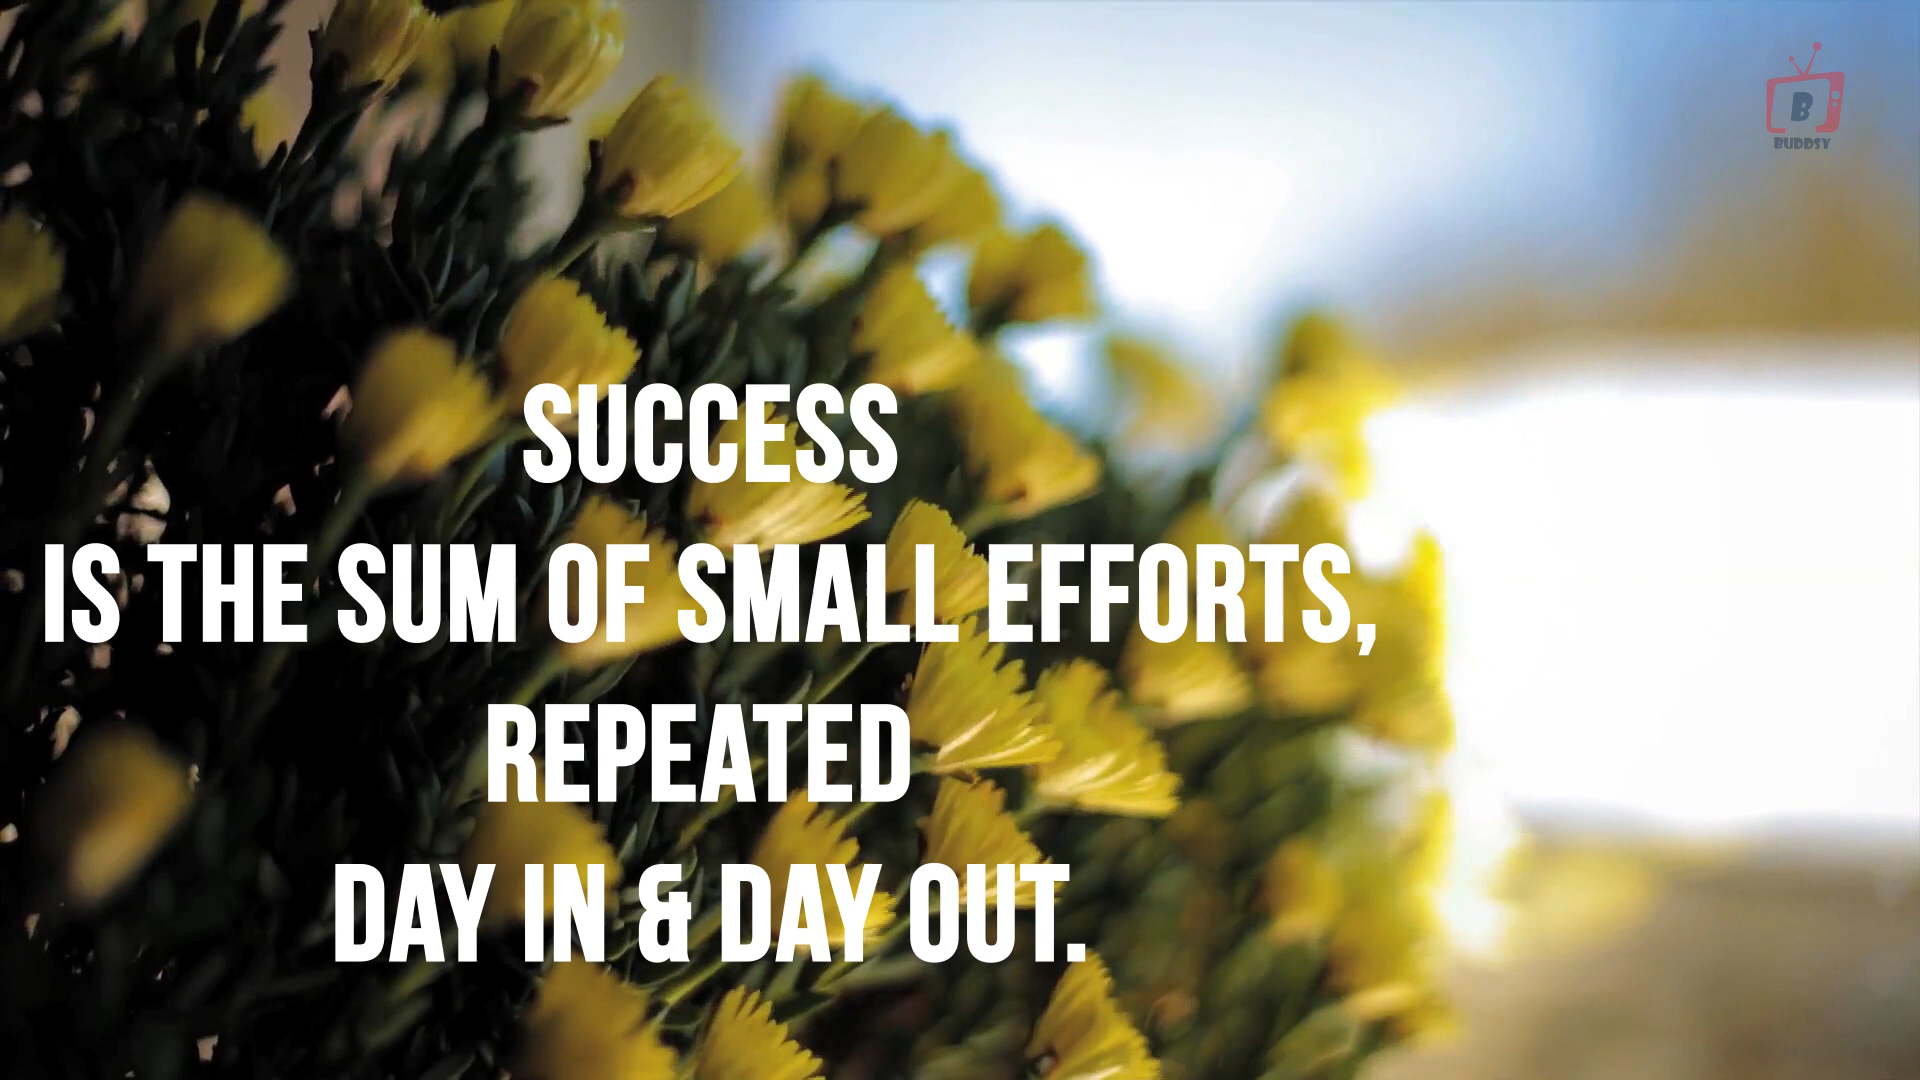 B
BUDDSY
SUCCESS
IS THE SUM OF SMALL EFFORTS,
REPEATED
DAY IN & DAY OUT.